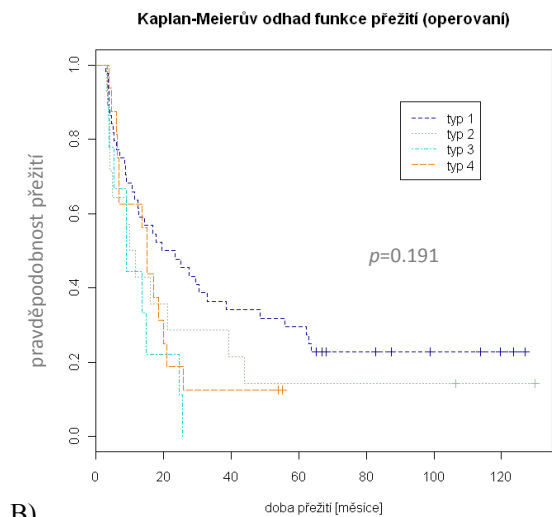 Kaplan-Meierův odhad funkce přežití (operovaní)
pravděpodobnost přežití
1.0
0.8
0.6
0.4
0.2
0.0
typ 1
typ 2
typ 3
typ 4
p=0.191
0 20 40 60 80 100 120
doba přežití [měsíce]
B)